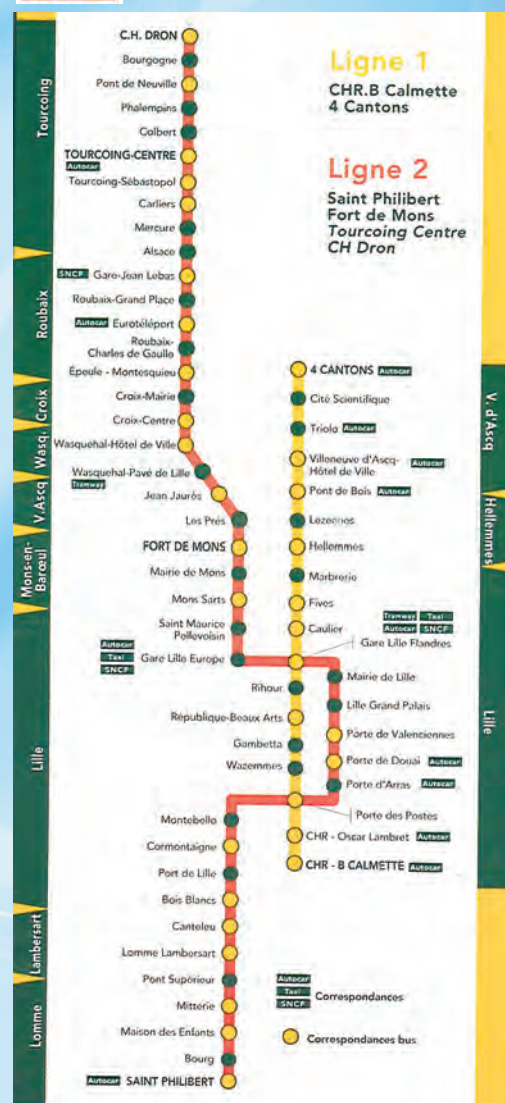 Ligne 1
CHR.B Calmette
4 Cantons
Ligne 2
Saint Philibert
Fort de Mons
Tourcoing Centre
CH Dron
Tourcoing
Roubaix
Croix
Wasq.
V.Ascq
Mons-en-
Barœul
Lille
Lambersart
Lomme
C.H. DRON
Bourgogne
Pont de Neuville
Phalempins
Colbert
TOURCOING-CENTRE
Autocar
Tourcoing-Sébastopol
Carliers
Mercure
Alsace
SNCF Gare-Jean Lebas
Roubaix-Grand Place
Autocar Eurotéléport
Roubaix-
Charles de Gaulle
Épeule - Montesquieu
Croix-Mairie
Croix-Centre
Wasquehal-Hôtel de Ville
Wasquehal-Pavé de Lille
Tramway
Jean Jaurès
Les Prés
FORT DE MONS
Mairie de Mons
Mons Sarts
Saint Maurice
Pellevoisin
Autocar
Taxi
SNCF
Gare Lille Europe
4 CANTONS Autocar
Cité Scientifique
Triolo Autocar
Villeneuve d'Ascq-
Hôtel de Ville
Autocar
Pont de Bois Autocar
Lezennes
Hellemmes
Marbrerie
Fives
Caulier
Tramway Taxi
Autocar SNCF
Gare Lille Flandres
Rihour
République-Beaux Arts
Gambetta
Wazemmes
Mairie de Lille
Lille Grand Palais
Porte de Valenciennes
Porte de Douai Autocar
Porte d'Arras Autocar
Porte des Postes
CHR - Oscar Lambret Autocar
CHR - B CALMETTE Autocar
Montebello
Cormontaigne
Port de Lille
Bois Blancs
Canteleu
Lomme Lambersart
Pont Supérieur
Mitterie
Maison des Enfants
Bourg
Autocar SAINT PHILIBERT
Autocar
Taxi
SNCF
Correspondances
Correspondances bus
V. d'Ascq
Hellemmes
Lille